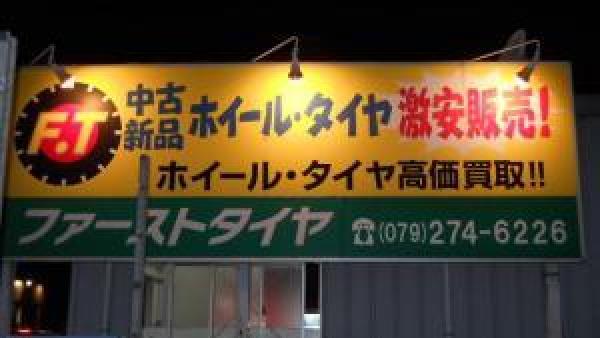 F.T
中古
新品
ホイール・タイヤ 激安販売!
ホイール・タイヤ高価買取!!
ファーストタイヤ ☎(079)274-6226